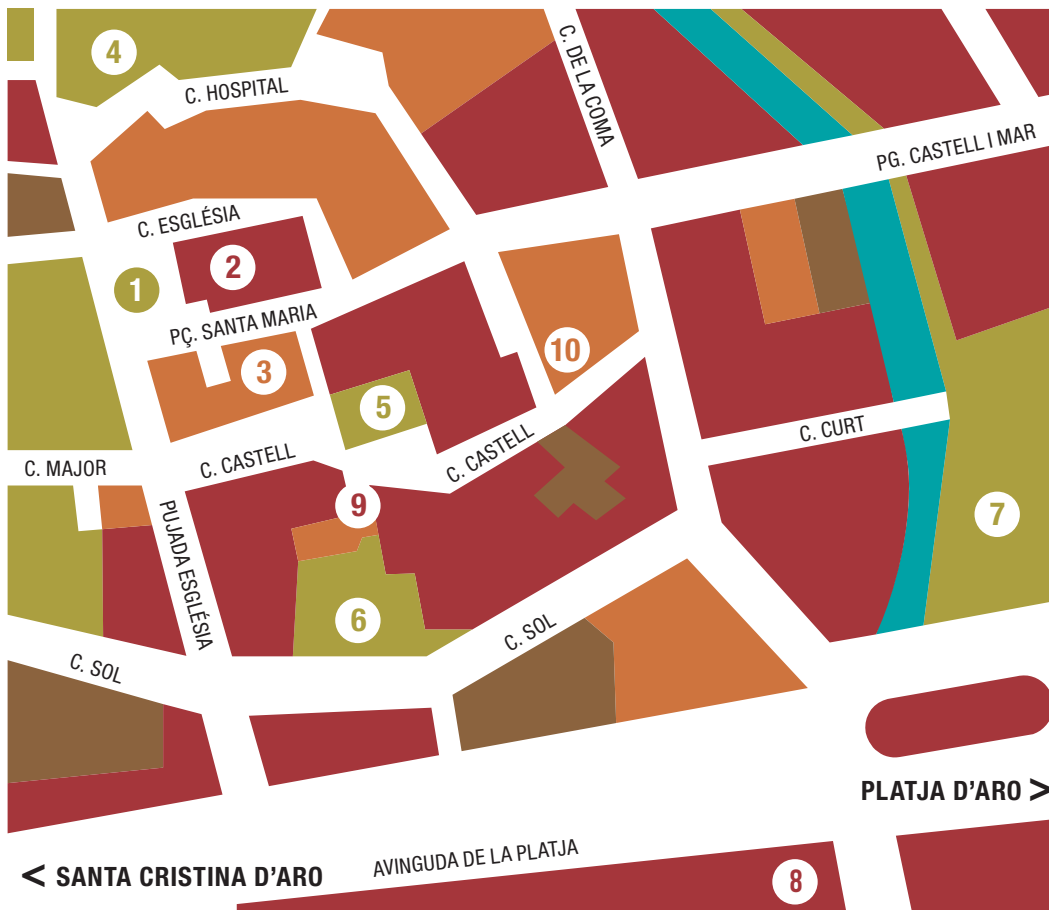 4
C. HOSPITAL
C. DE LA COMA
PG. CASTELL I MAR
C. ESGLÉSIA
2
1
PÇ. SANTA MARIA
3
10
5
C. CURT
C. CASTELL
C. CASTELL
C. MAJOR
9
7
PUJADA ESGLÉSIA
6
C. SOL
C. SOL
PLATJA D'ARO >
AVINGUDA DE LA PLATJA
< SANTA CRISTINA D'ARO
8